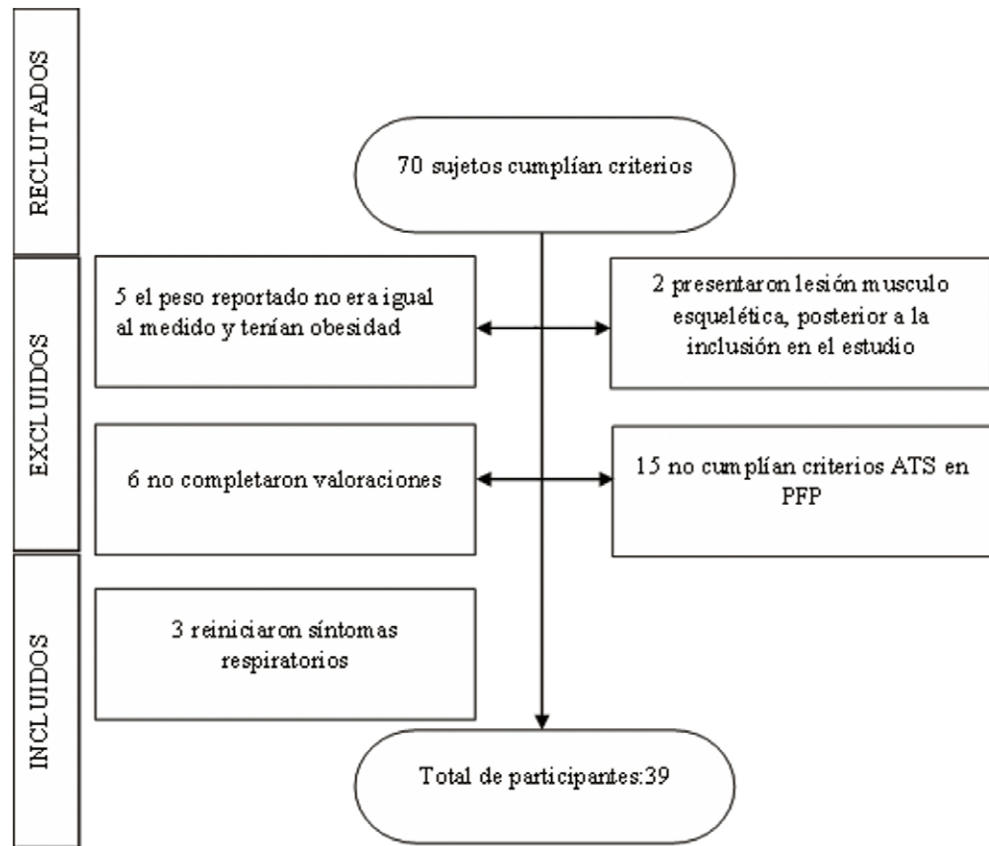 RECLUTADOS
70 sujetos cumplían criterios
EXCLUIDOS
5 el peso reportado no era igual
al medido y tenían obesidad
2 presentaron lesión musculo
esquelética, posterior a la
inclusión en el estudio
6 no completaron valoraciones
15 no cumplían criterios ATS en
PFP
INCLUIDOS
3 reiniciaron síntomas
respiratorios
Total de participantes:39